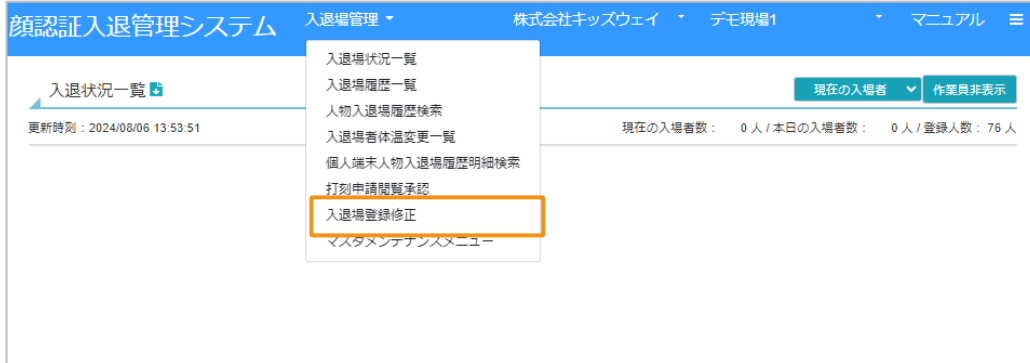 顔認証入退管理システム 入退場管理 株式会社キッズウェイ デモ現場1 マニュアル
入退場状況一覧
入退場履歴一覧
人物入退場履歴検索
入退場者体温変更一覧
個人端末人物入退場履歴明細検索
打刻申請閲覧承認
入退場登録修正
マスタメンテナンスメニュー
入退状況一覧
現在の入場者 作業員非表示
更新時刻:2024/08/06 13:53:51 現在の入場者数: 0 人 / 本日の入場者数: 0 人 / 登録人数: 76 人